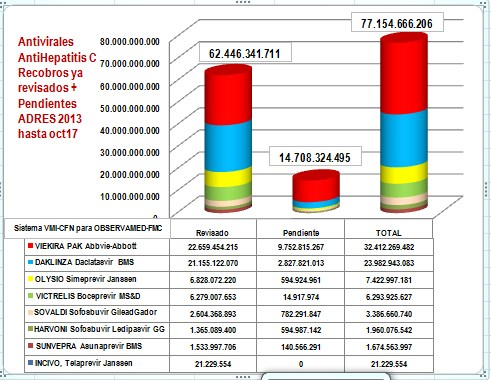 Antivirales
AntiHepatitis C
Recobros ya
revisados +
Pendientes
ADRES 2013
hasta oct17
80.000.000.000
70.000.000.000
60.000.000.000
50.000.000.000
40.000.000.000
30.000.000.000
20.000.000.000
10.000.000.000
62.446.341.711
14.708.324.495
77.154.666.206
Sistema VMI-CFN para OBSERVAMED-FMC Revisado Pendiente TOTAL
VIEKIRA PAK Abbvie-Abbott 22.659.454.215 9.752.815.267 32.412.269.482
DAKLINZA Daclatasvir BMS 21.155.122.070 2.827.821.013 23.982.943.083
OLYSIO Simeprevir Janssen 6.828.072.220 594.924.961 7.422.997.181
VICTRELIS Boceprevir MS&D 6.279.007.653 14.917.974 6.293.925.627
SOVALDI Sofosbuvir GileadGador 2.604.368.893 782.291.847 3.386.660.740
HARVONI Sofosbuvir Ledipasvir GG 1.365.089.400 594.987.142 1.960.076.542
SUNVEPRA Asunaprevir BMS 1.533.997.706 140.566.291 1.674.563.997
INCIVO, Telaprevir Janssen 21.229.554 0 21.229.554